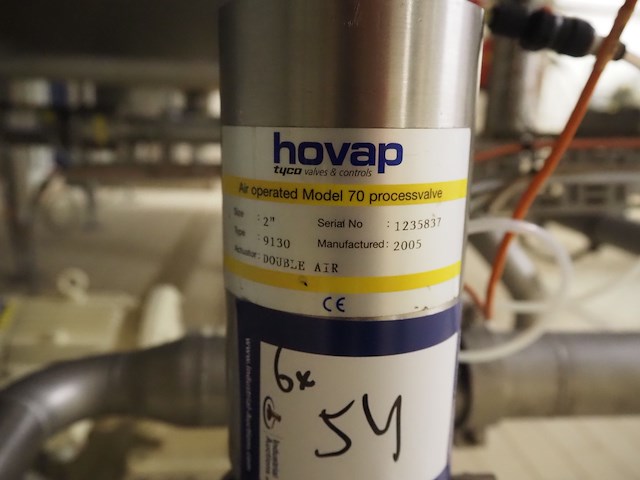 hovap
tyco valves & controls
Air operated Model 70 processvalve
Size : 2" Serial No : 1235837
Type : 9130 Manufactured : 2005
Actuator : DOUBLE AIR
CE
6x
54